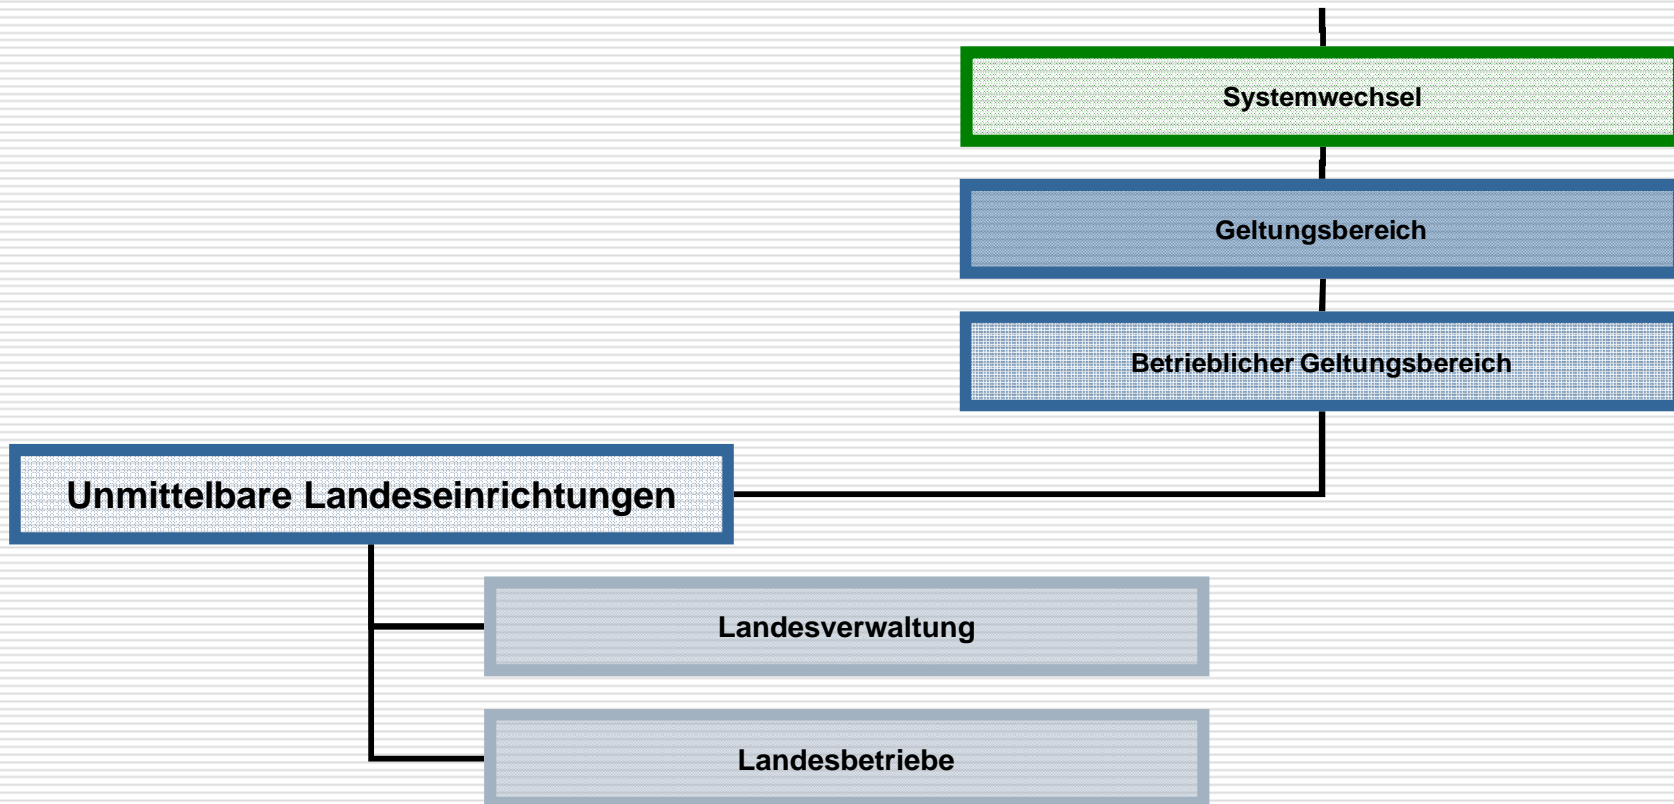 Systemwechsel
Geltungsbereich
Betrieblicher Geltungsbereich
Unmittelbare Landeseinrichtungen
Landesverwaltung
Landesbetriebe